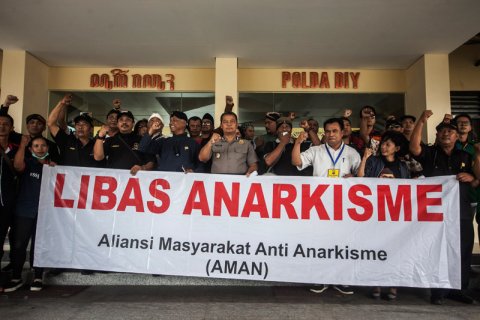 POLDA DIY
LIBAS ANARKISME
Aliansi Masyarakat Anti Anarkisme
(AMAN)